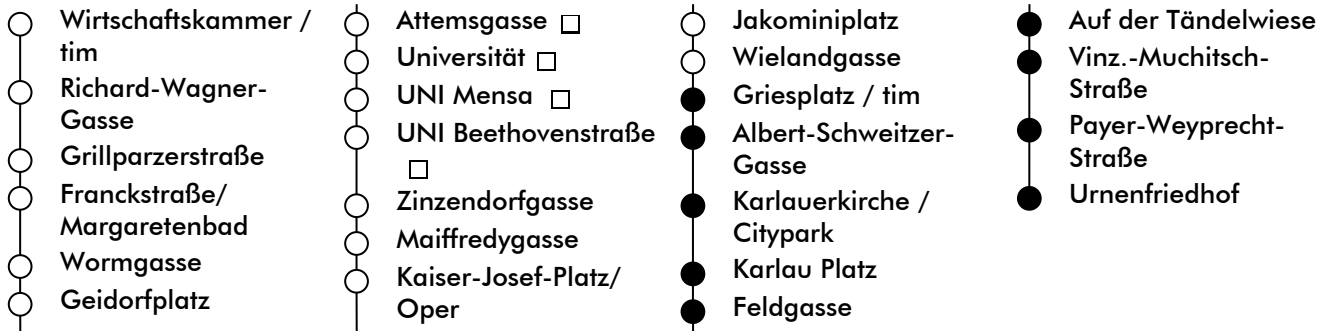 Wirtschaftskammer /
tim
Richard-Wagner-
Gasse
Grillparzerstraße
Franckstraße/
Margaretenbad
Wormgasse
Geidorfplatz
Attemsgasse
Universität
UNI Mensa
UNI Beethovenstraße
Zinzendorfgasse
Maiffredygasse
Kaiser-Josef-Platz/
Oper
Jakominiplatz
Wielandgasse
Griesplatz / tim
Albert-Schweitzer-
Gasse
Karlauerkirche /
Citypark
Karlau Platz
Feldgasse
Auf der Tändelwiese
Vinz.-Muchitsch-
Straße
Payer-Weyprecht-
Straße
Urnenfriedhof